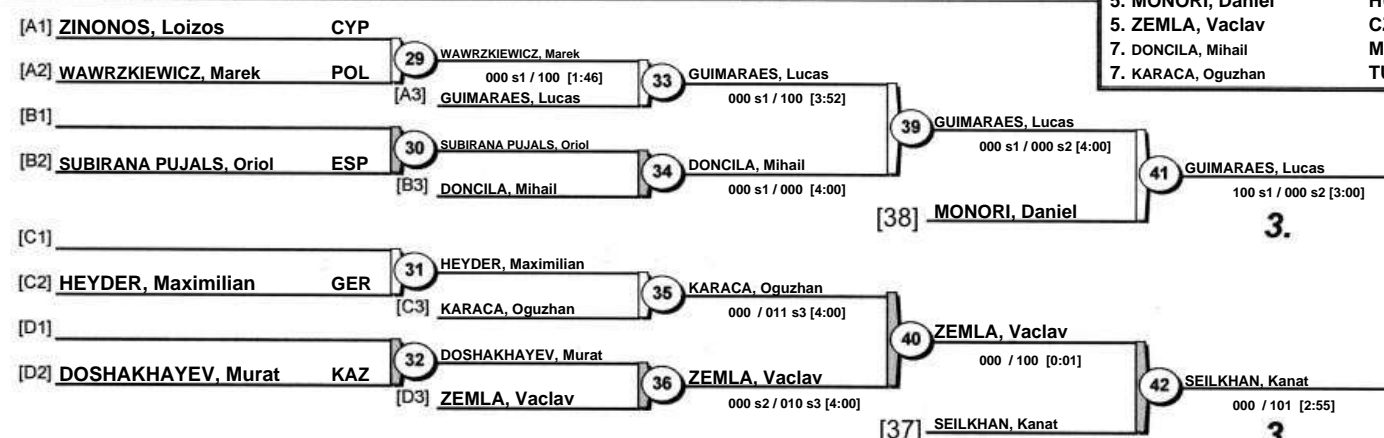 5. MONORI, Daniel
5. ZEMLA, Vaclav
7. DONCILA, Mihail
7. KARACA, Oguzhan
[A1] ZINONOS, Loizos CYP
29 WAWRZKIEWICZ, Marek
[A2] WAWRZKIEWICZ, Marek POL
000 s1 / 100 [1:46]
33 GUIMARAES, Lucas
[A3] GUIMARAES, Lucas
000 s1 / 100 [3:52]
[B1]
39 GUIMARAES, Lucas
30 SUBIRANA PUJALS, Oriol
000 s1 / 000 s2 [4:00]
[B2] SUBIRANA PUJALS, Oriol ESP
34 DONCILA, Mihail
41 GUIMARAES, Lucas
[B3] DONCILA, Mihail
000 s1 / 000 [4:00]
100 s1 / 000 s2 [3:00]
[38] MONORI, Daniel
3.
[C1]
31 HEYDER, Maximilian
[C2] HEYDER, Maximilian GER
35 KARACA, Oguzhan
[C3] KARACA, Oguzhan
000 / 011 s3 [4:00]
[D1]
40 ZEMLA, Vaclav
32 DOSHAKHAYEV, Murat
000 / 100 [0:01]
[D2] DOSHAKHAYEV, Murat KAZ
36 ZEMLA, Vaclav
42 SEILKHAN, Kanat
[D3] ZEMLA, Vaclav
000 s2 / 010 s3 [4:00]
000 / 101 [2:55]
[37] SEILKHAN, Kanat
3